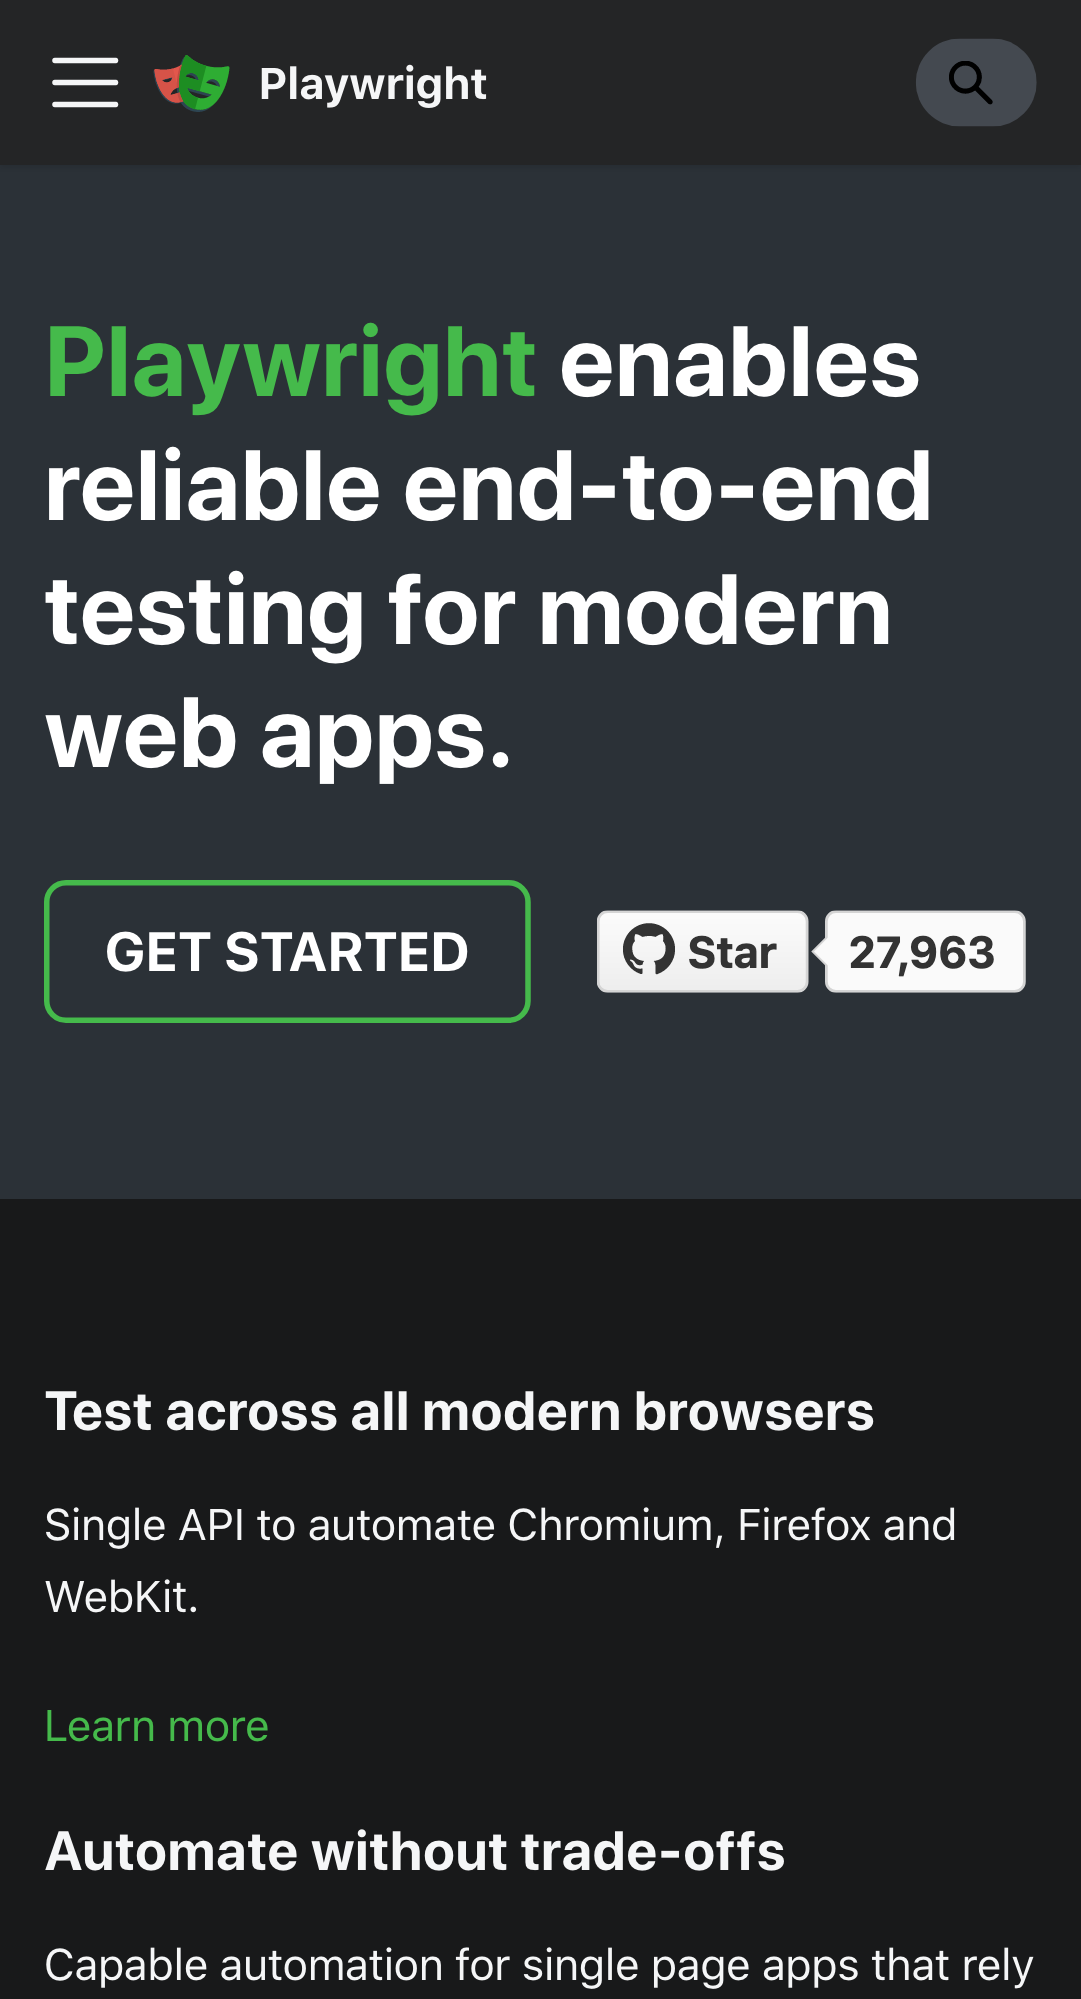 Playwright
Playwright enables
reliable end-to-end
testing for modern
web apps.
GET STARTED
Star
27,963
Test across all modern browsers
Single API to automate Chromium, Firefox and
WebKit.
Learn more
Automate without trade-offs
Capable automation for single page apps that rely